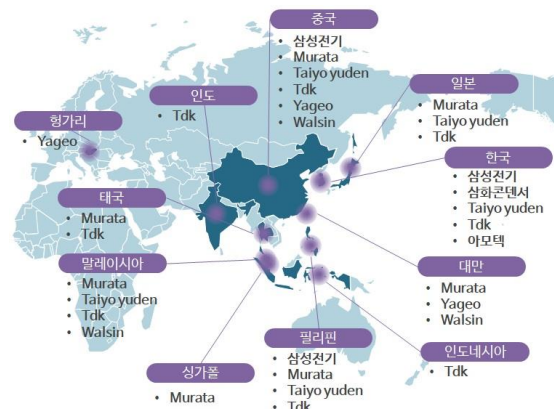 중국
• 삼성전기
• Murata
• Taiyo yuden
• Tdk
• Yageo
• Walsin
일본
• Murata
• Taiyo yuden
• Tdk
인도
• Tdk
헝가리
• Yageo
한국
• 삼성전기
• 삼화콘덴서
• Taiyo yuden
• Tdk
• 아모텍
태국
• Murata
• Tdk
말레이시아
• Murata
• Taiyo yuden
• Tdk
• Walsin
대만
• Murata
• Yageo
• Walsin
싱가폴
• Murata
필리핀
• 삼성전기
• Murata
• Taiyo yuden
• Tdk
인도네시아
• Tdk